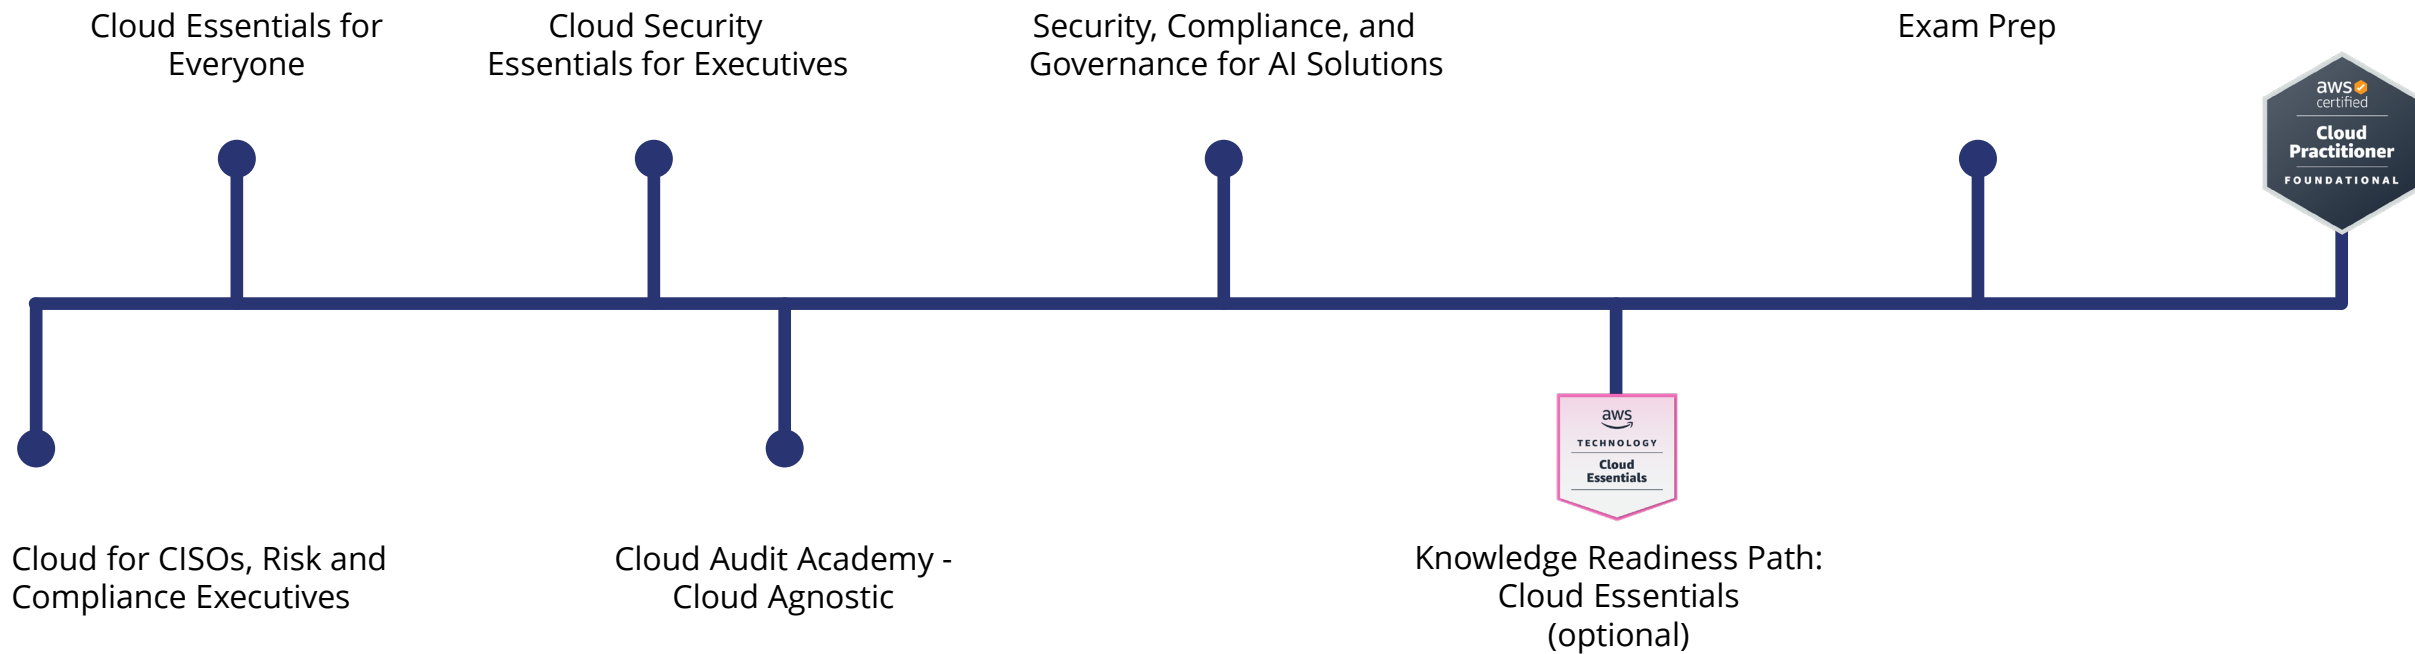 Cloud Essentials for
Everyone
Cloud Security
Essentials for Executives
Security, Compliance, and
Governance for AI Solutions
Exam Prep
aws
certified
Cloud
Practitioner
FOUNDATIONAL
aws
TECHNOLOGY
Cloud
Essentials
Cloud for CISOs, Risk and
Compliance Executives
Cloud Audit Academy -
Cloud Agnostic
Knowledge Readiness Path:
Cloud Essentials
(optional)